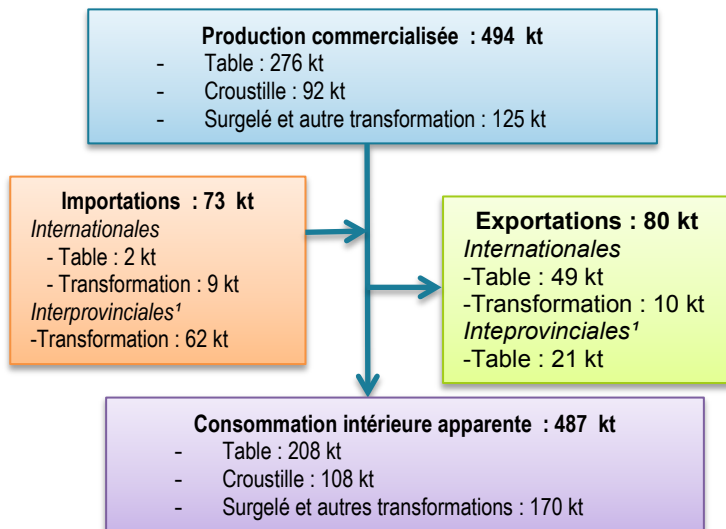 Production commercialisée : 494 kt
- Table : 276 kt
- Croustille : 92 kt
- Surgelé et autre transformation : 125 kt
Importations : 73 kt
Internationales
- Table : 2 kt
- Transformation : 9 kt
Interprovinciales¹
-Transformation : 62 kt
Exportations : 80 kt
Internationales
-Table : 49 kt
-Transformation : 10 kt
Inteprovinciales¹
-Table : 21 kt
Consommation intérieure apparente : 487 kt
- Table : 208 kt
- Croustille : 108 kt
- Surgelé et autres transformations : 170 kt